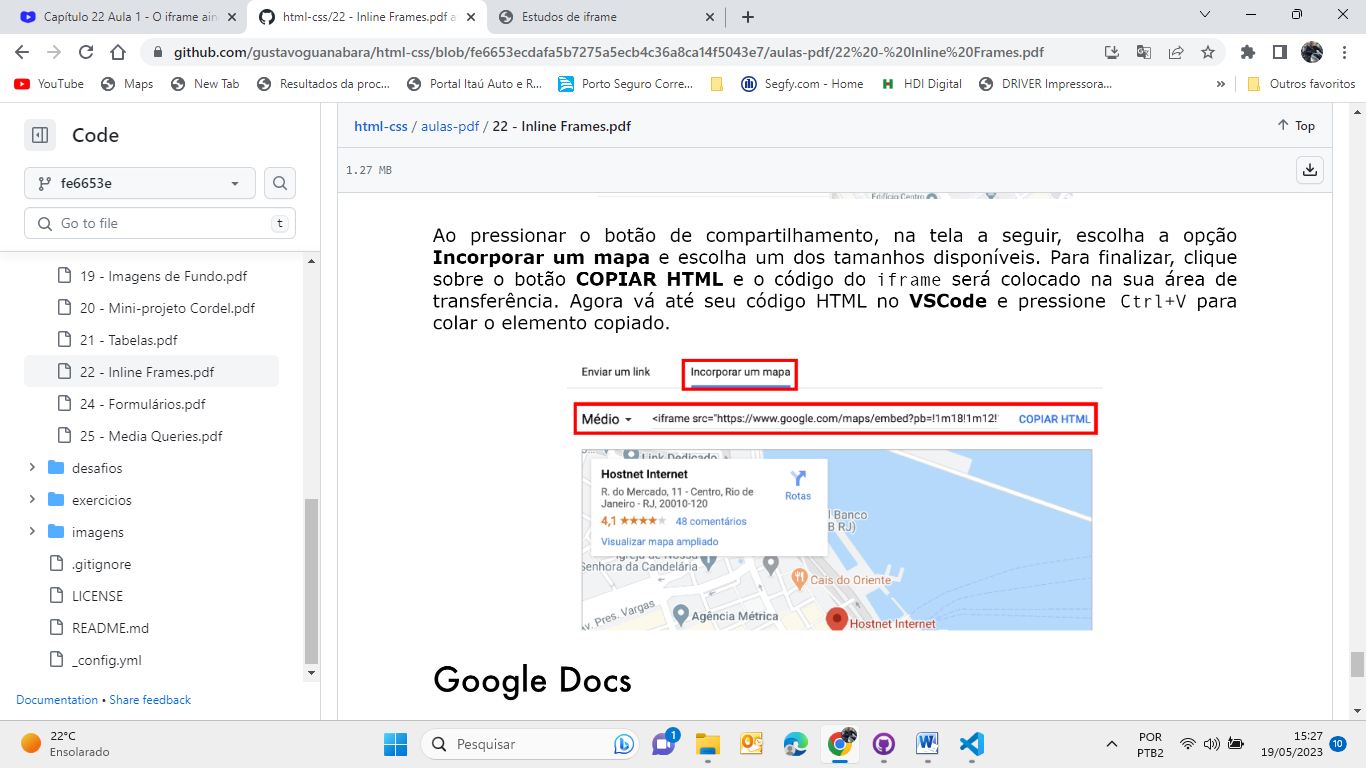 Capítulo 22 Aula 1 - O iframe ain
html-css/22 - Inline Frames.pdf a
Estudos de iframe
github.com/gustavoguanabara/html-css/blob/fe6653ecdafa5b7275a5ecb4c36a8ca14f5043e7/aulas-pdf/22%20-%20Inline%20Frames.pdf
YouTube
Maps
New Tab
Resultados da proc...
Portal Itaú Auto e R...
Porto Seguro Corre...
Segfy.com - Home
HDI Digital
DRIVER Impressora...
»
Outros favoritos
Code
fe6653e
Go to file
t
19 - Imagens de Fundo.pdf
20 - Mini-projeto Cordel.pdf
21 - Tabelas.pdf
22 - Inline Frames.pdf
24 - Formulários.pdf
25 - Media Queries.pdf
desafios
exercicios
imagens
.gitignore
LICENSE
README.md
_config.yml
Documentation • Share feedback
html-css / aulas-pdf / 22 - Inline Frames.pdf
Top
1.27 MB
Edifício Centro
Ao pressionar o botão de compartilhamento, na tela a seguir, escolha a opção
Incorporar um mapa e escolha um dos tamanhos disponíveis. Para finalizar, clique
sobre o botão COPIAR HTML e o código do iframe será colocado na sua área de
transferência. Agora vá até seu código HTML no VSCode e pressione Ctrl+V para
colar o elemento copiado.
Enviar um link
Incorporar um mapa
Médio
<iframe src="https://www.google.com/maps/embed?pb=!1m18!1m12!
COPIAR HTML
Link Dedicado
Hostnet Internet
R. do Mercado, 11 - Centro, Rio de
Janeiro - RJ, 20010-120
4,1
48 comentários
Visualizar mapa ampliado
Rotas
l Banco
B RJ)
Igreja de Nossa
Senhora da Candelária
Cais do Oriente
Av. Pres. Vargas
Agência Métrica
Hostnet Internet
Google Docs
22°C
Ensolarado
Pesquisar
1
POR
PTB2
15:27
19/05/2023
10